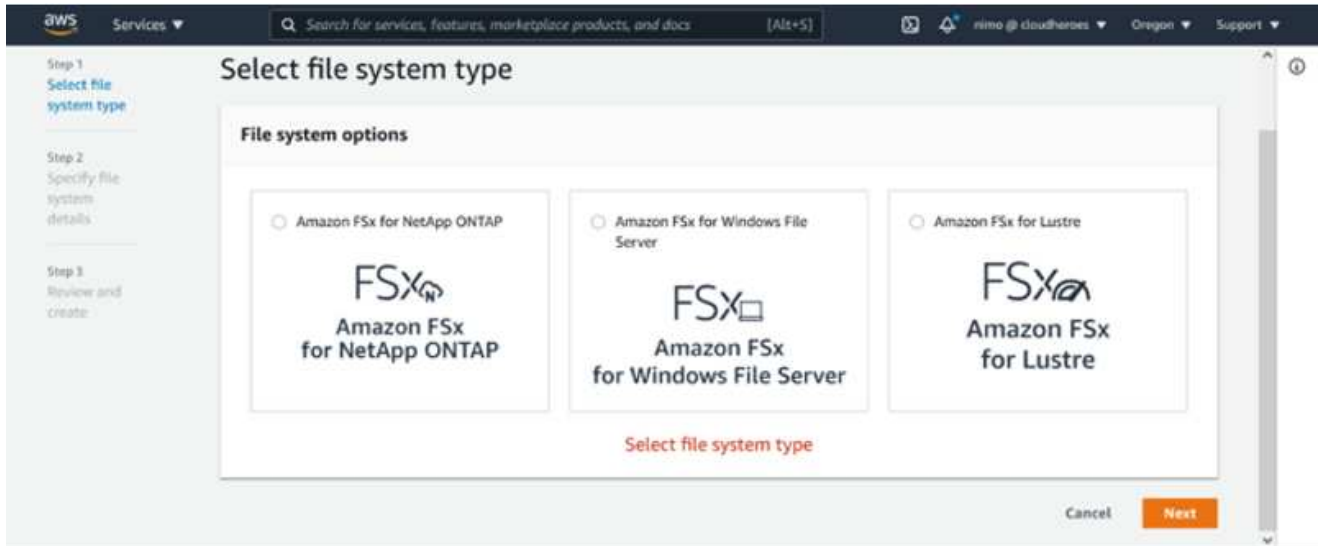 aws Services ▼ Search for services, features, marketplace products, and docs [Alt+S] nimo @ cloudheroes ▼ Oregon ▼ Support ▼
Step 1
Select file
system type
Step 2
Specify file
system
details
Step 3
Review and
create
Select file system type
File system options
Amazon FSx for NetApp ONTAP
FSx N
Amazon FSx
for NetApp ONTAP
Amazon FSx for Windows File
Server
FSx
Amazon FSx
for Windows File Server
Amazon FSx for Lustre
FSx
Amazon FSx
for Lustre
Select file system type
Cancel Next